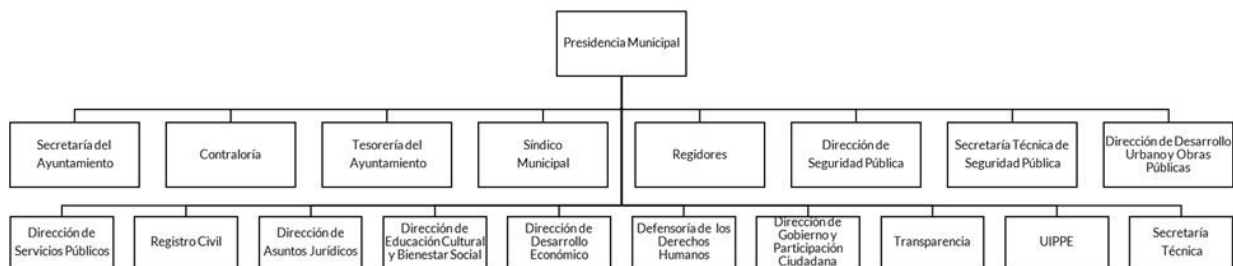 Presidencia Municipal
Secretaría del
Ayuntamiento
Contraloría
Tesorería del
Ayuntamiento
Síndico
Municipal
Regidores
Dirección de
Seguridad Pública
Secretaría Técnica de
Seguridad Pública
Dirección de Desarrollo
Urbano y Obras
Públicas
Dirección de
Servicios Públicos
Registro Civil
Dirección de
Asuntos Jurídicos
Dirección de
Educación Cultural
y Bienestar Social
Dirección de
Desarrollo
Económico
Defensoría de los
Derechos
Humanos
Dirección de
Gobierno y
Participación
Ciudadana
Transparencia
UIPPE
Secretaría
Técnica